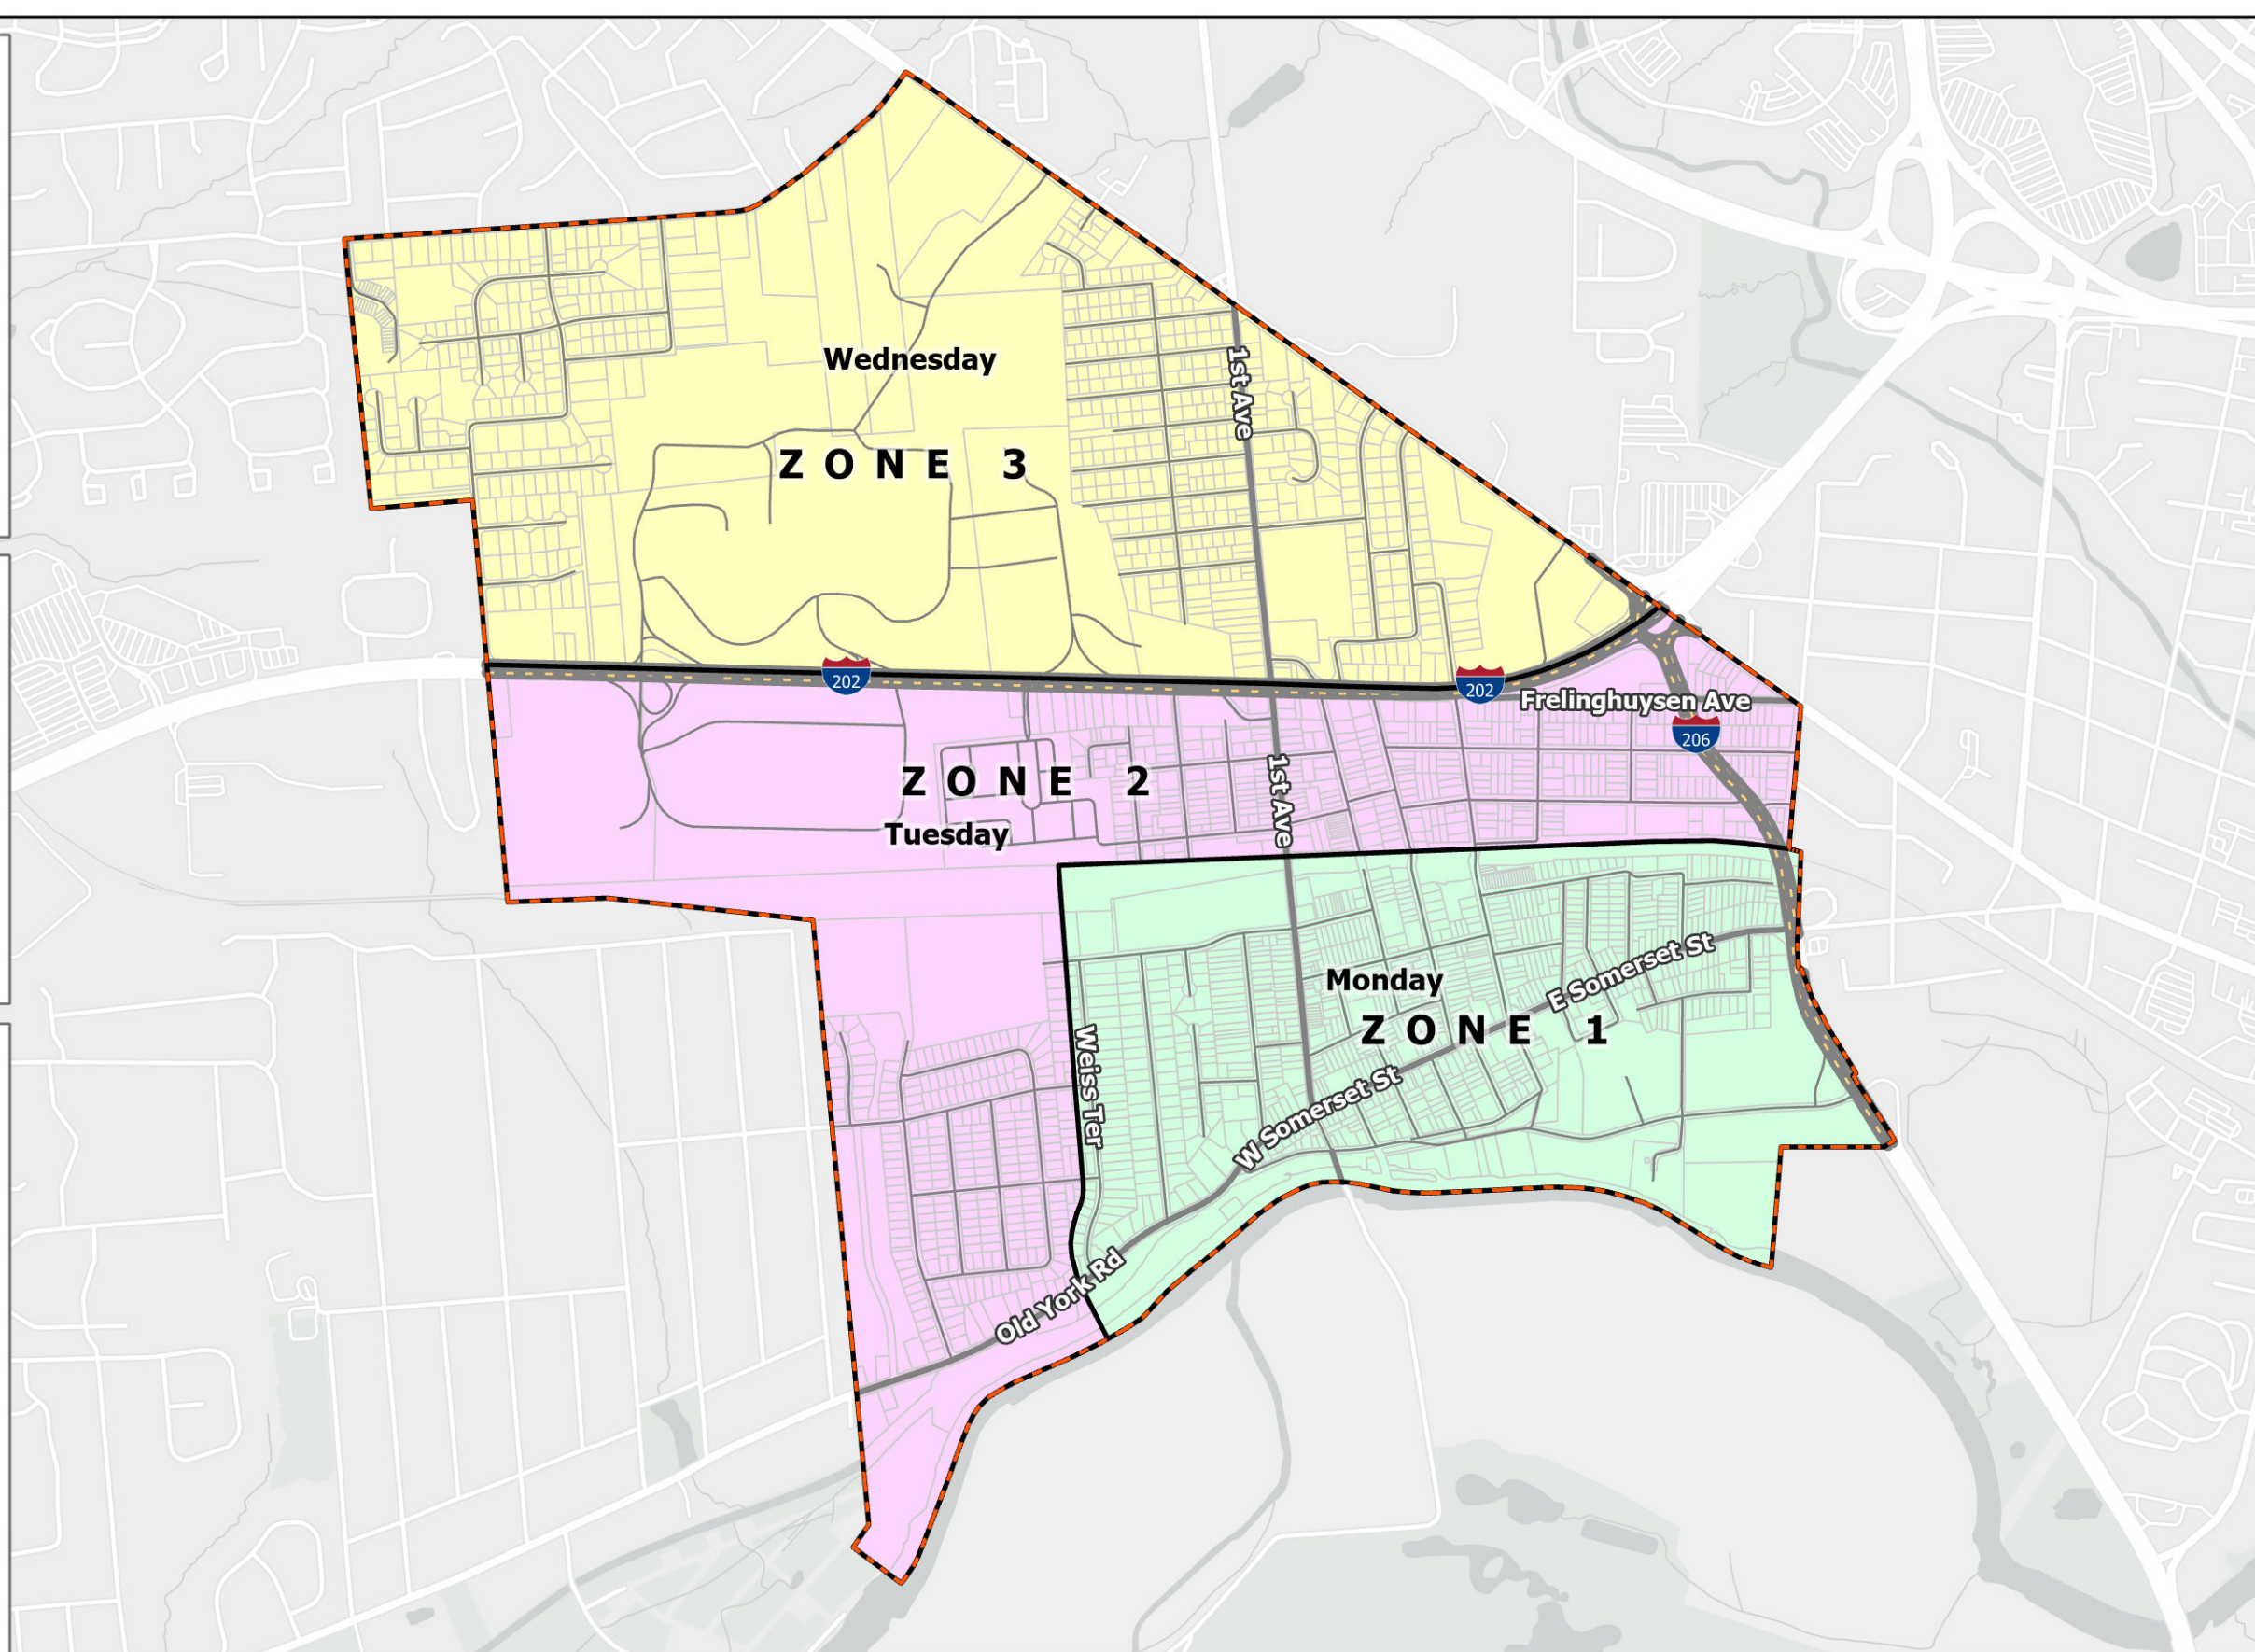 Wednesday
1st Ave
ZONE 3
202
202
Frelinghuysen Ave
206
ZONE 2
1st Ave
Tuesday
E Somerset St
Monday
ZONE 1
Weiss Ter
W Somerset St
Old York Rd